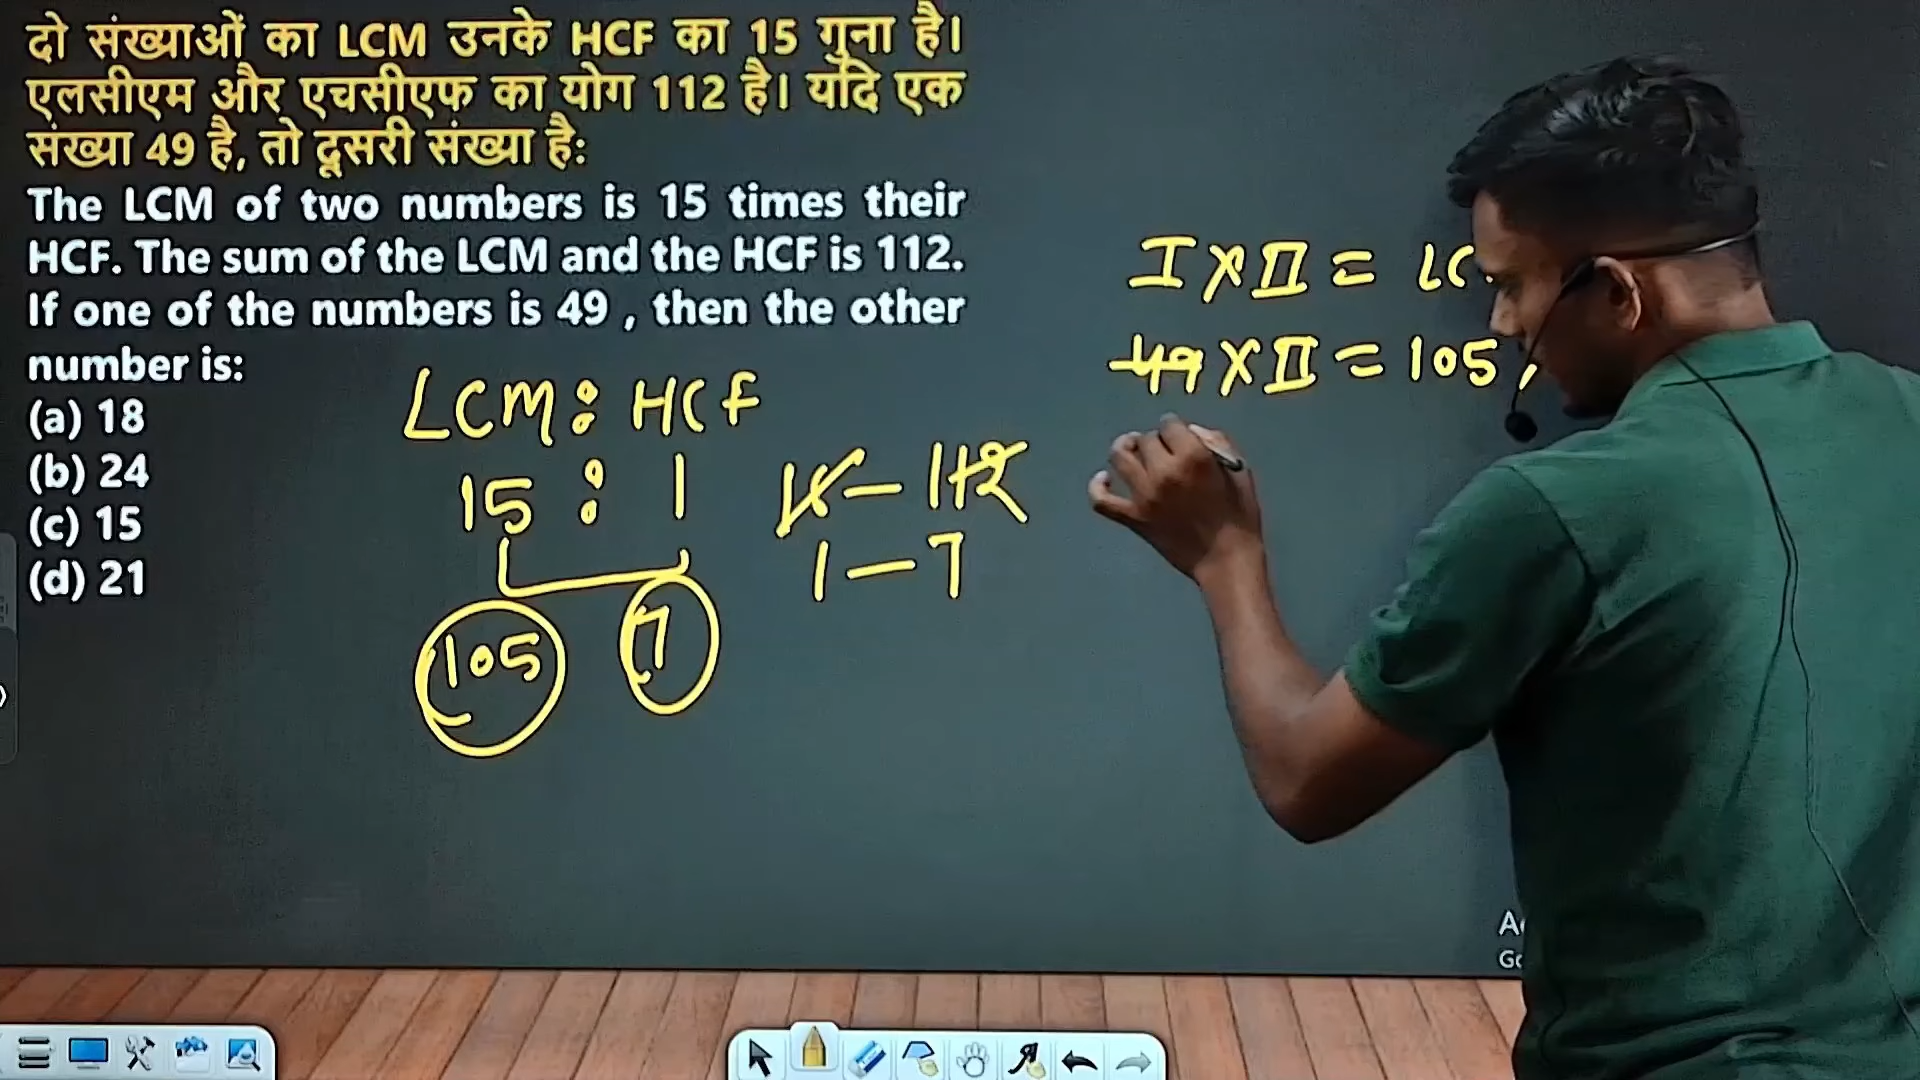 दो संख्याओं का LCM उनके HCF का 15 गुना है।
एलसीएम और एचसीएफ का योग 112 है। यदि एक
संख्या 49 है, तो दूसरी संख्या है:
The LCM of two numbers is 15 times their
HCF. The sum of the LCM and the HCF is 112.
If one of the numbers is 49 , then the other
number is:
(a) 18
(b) 24
(c) 15
(d) 21
LCM : HCF
15 : 1
105 7
16 – 112
1 – 7
I × II = LC
49 × II = 105,